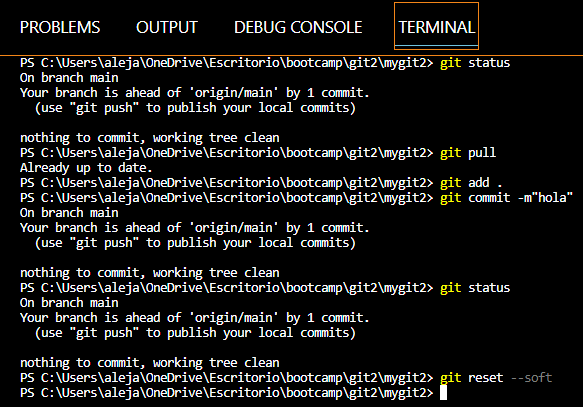 PROBLEMS OUTPUT DEBUG CONSOLE TERMINAL
PS C:\Users\aleja\OneDrive\Escritorio\bootcamp\git2\mygit2> git status
On branch main
Your branch is ahead of 'origin/main' by 1 commit.
  (use "git push" to publish your local commits)

nothing to commit, working tree clean
PS C:\Users\aleja\OneDrive\Escritorio\bootcamp\git2\mygit2> git pull
Already up to date.
PS C:\Users\aleja\OneDrive\Escritorio\bootcamp\git2\mygit2> git add .
PS C:\Users\aleja\OneDrive\Escritorio\bootcamp\git2\mygit2> git commit -m"hola"
On branch main
Your branch is ahead of 'origin/main' by 1 commit.
  (use "git push" to publish your local commits)

nothing to commit, working tree clean
PS C:\Users\aleja\OneDrive\Escritorio\bootcamp\git2\mygit2> git status
On branch main
Your branch is ahead of 'origin/main' by 1 commit.
  (use "git push" to publish your local commits)

nothing to commit, working tree clean
PS C:\Users\aleja\OneDrive\Escritorio\bootcamp\git2\mygit2> git reset --soft
PS C:\Users\aleja\OneDrive\Escritorio\bootcamp\git2\mygit2>